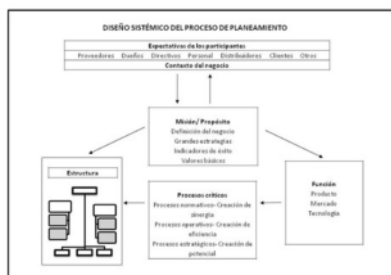 DISEÑO SISTÉMICO DEL PROCESO DE PLANEAMIENTO
Expectativas de los participantes
Proveedores Dueños Directivos Personal Distribuidores Clientes Otros
Contexto del negocio
Misión/ Propósito
Definición del negocio
Grandes estrategias
Indicadores de éxito
Valores básicos
Estructura
Procesos críticos
Procesos normativos- Creación de
sinergia
Procesos operativos- Creación de
eficiencia
Procesos estratégicos- Creación de
potencial
Función
Producto
Mercado
Tecnología